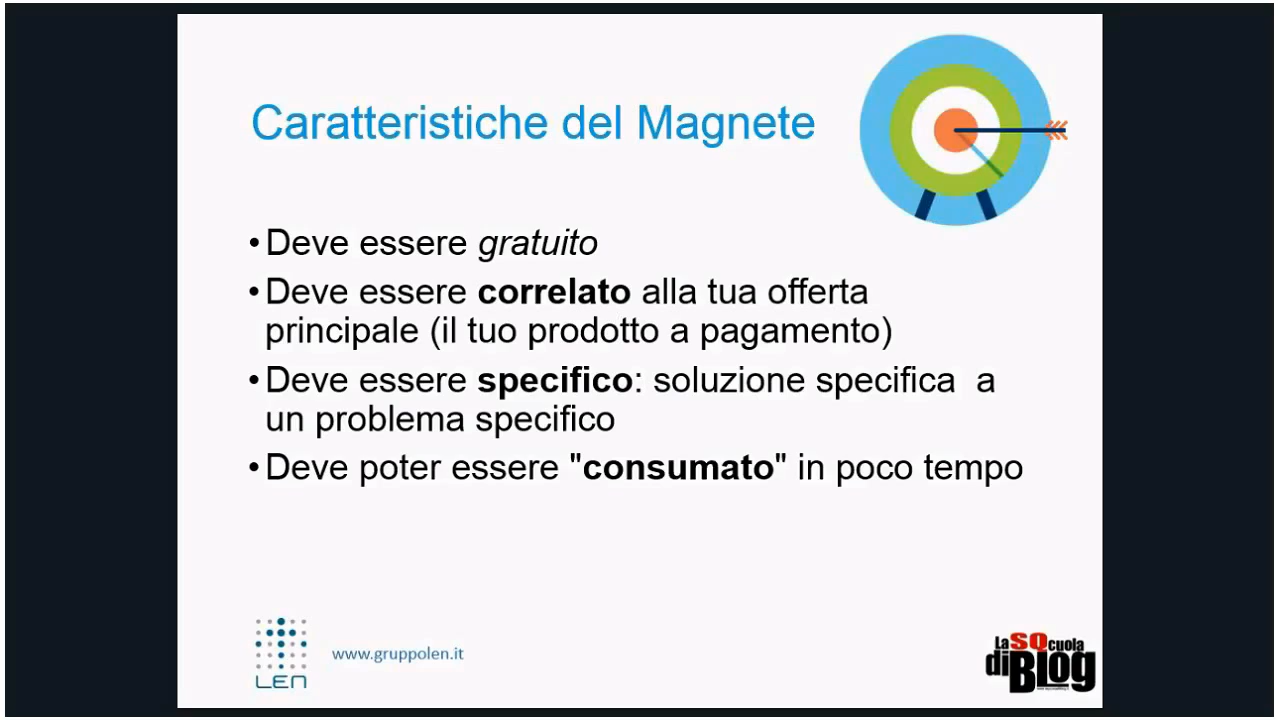 Caratteristiche del Magnete
•Deve essere gratuito
•Deve essere correlato alla tua offerta
principale (il tuo prodotto a pagamento)
•Deve essere specifico: soluzione specifica  a
un problema specifico
•Deve poter essere "consumato" in poco tempo
LEN
www.gruppolen.it
La SQcuola
di BLOG